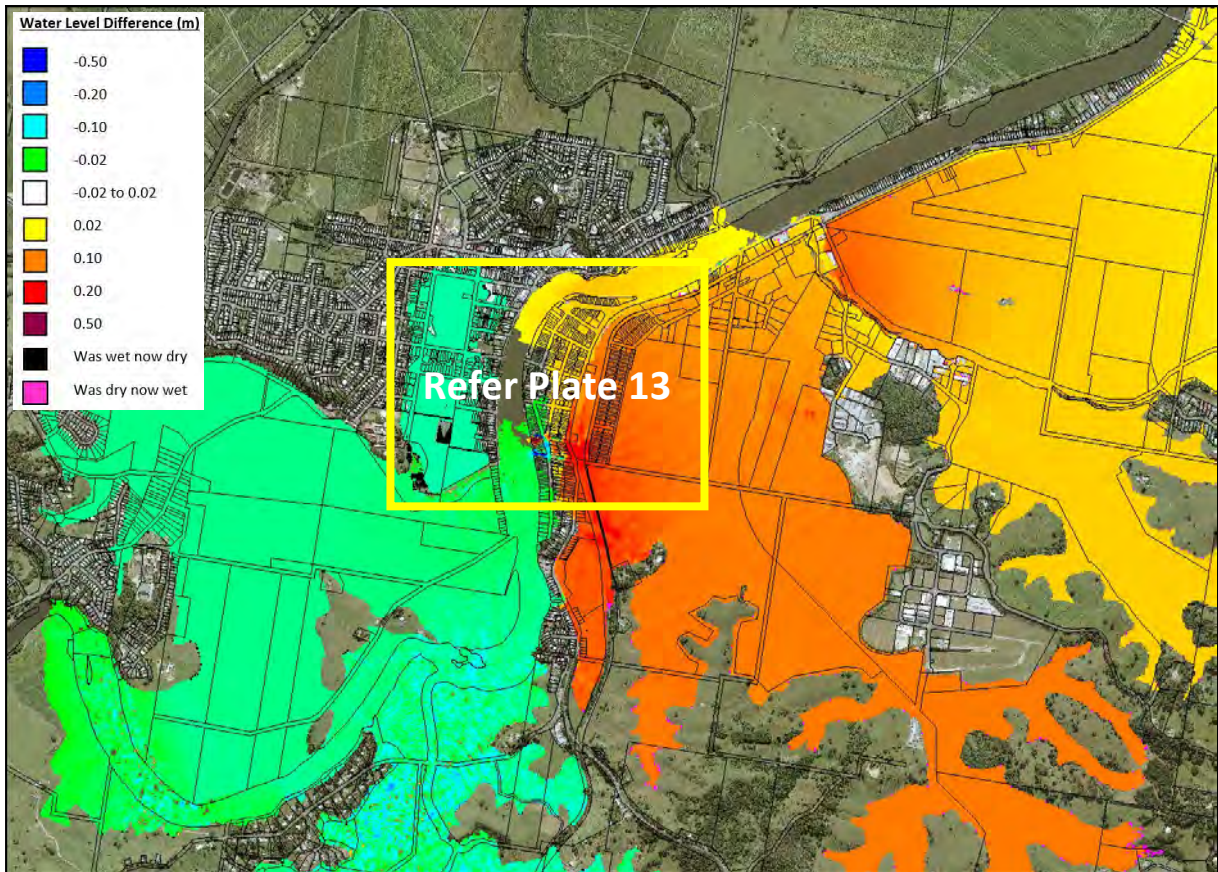 Water Level Difference (m)
-0.50
-0.20
-0.10
-0.02
-0.02 to 0.02
0.02
0.10
0.20
0.50
Was wet now dry
Was dry now wet
Refer Plate 13